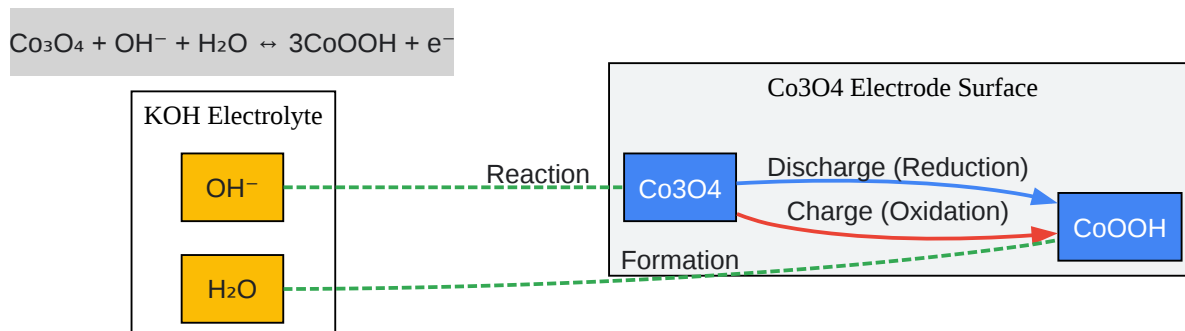 Co₃O₄ + OH⁻ + H₂O ↔ 3CoOOH + e⁻
KOH Electrolyte
Co3O4 Electrode Surface
OH⁻
Reaction
Co3O4
Discharge (Reduction)
Charge (Oxidation)
CoOOH
Formation
H₂O